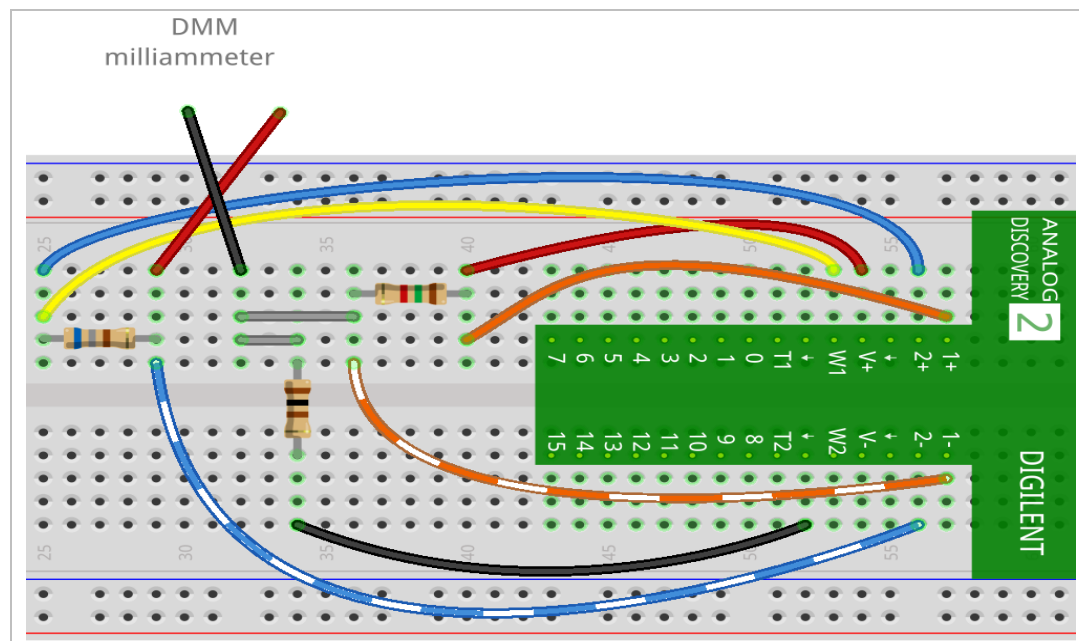 DMM
milliammeter
25
30
35
40
45
50
55
ANALOG
DISCOVERY
2
7 6 5 4 3 2 1 0 T1 ↓ W1 V+ ↓ 2+ 1+
15 14 13 12 11 10 9 8 T2 ↓ W2 V- ↓ 2- 1-
DIGILENT
25
30
35
40
45
50
55